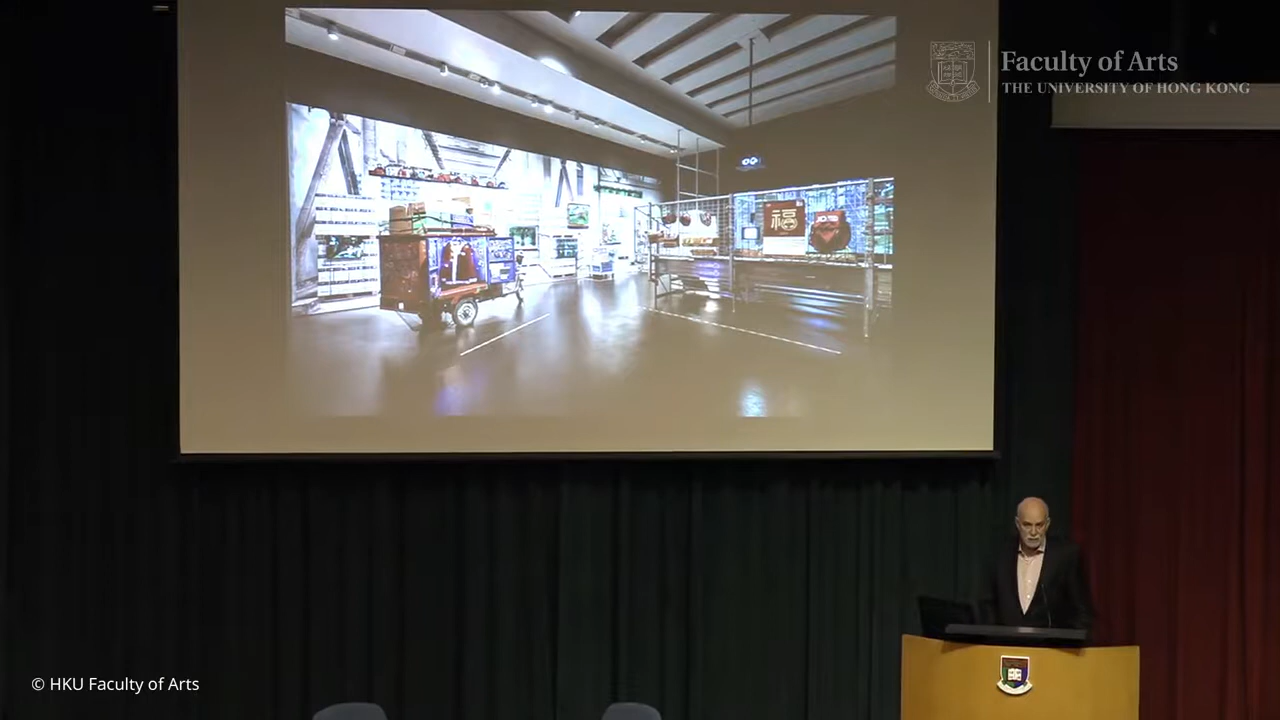 Faculty of Arts
THE UNIVERSITY OF HONG KONG
福
© HKU Faculty of Arts